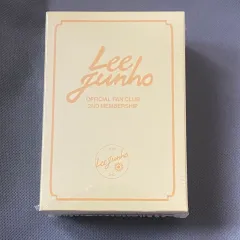 Lee
Junho
OFFICIAL FAN CLUB
2ND MEMBERSHIP
Lee Junho